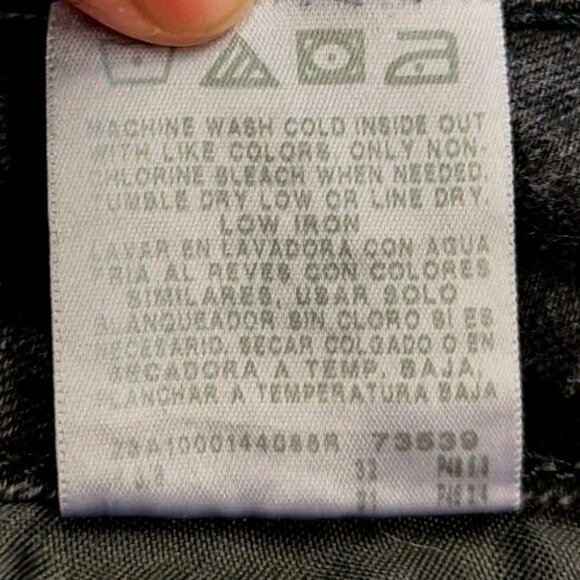 MACHINE WASH COLD INSIDE OUT
WITH LIKE COLORS, ONLY NON-
CHLORINE BLEACH WHEN NEEDED.
TUMBLE DRY LOW OR LINE DRY.
LOW IRON
LAVAR EN LAVADORA CON AGUA
FRIA AL REVES CON COLORES
SIMILARES, USAR SOLO
BLANQUEADOR SIN CLORO SI ES
NECESARIO, SECAR COLGADO O EN
SECADORA A TEMP. BAJA,
PLANCHAR A TEMPERATURA BAJA
73639
32